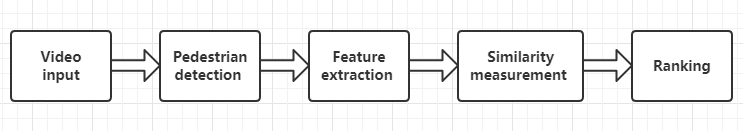 Video
input
Pedestrian
detection
Feature
extraction
Similarity
measurement
Ranking